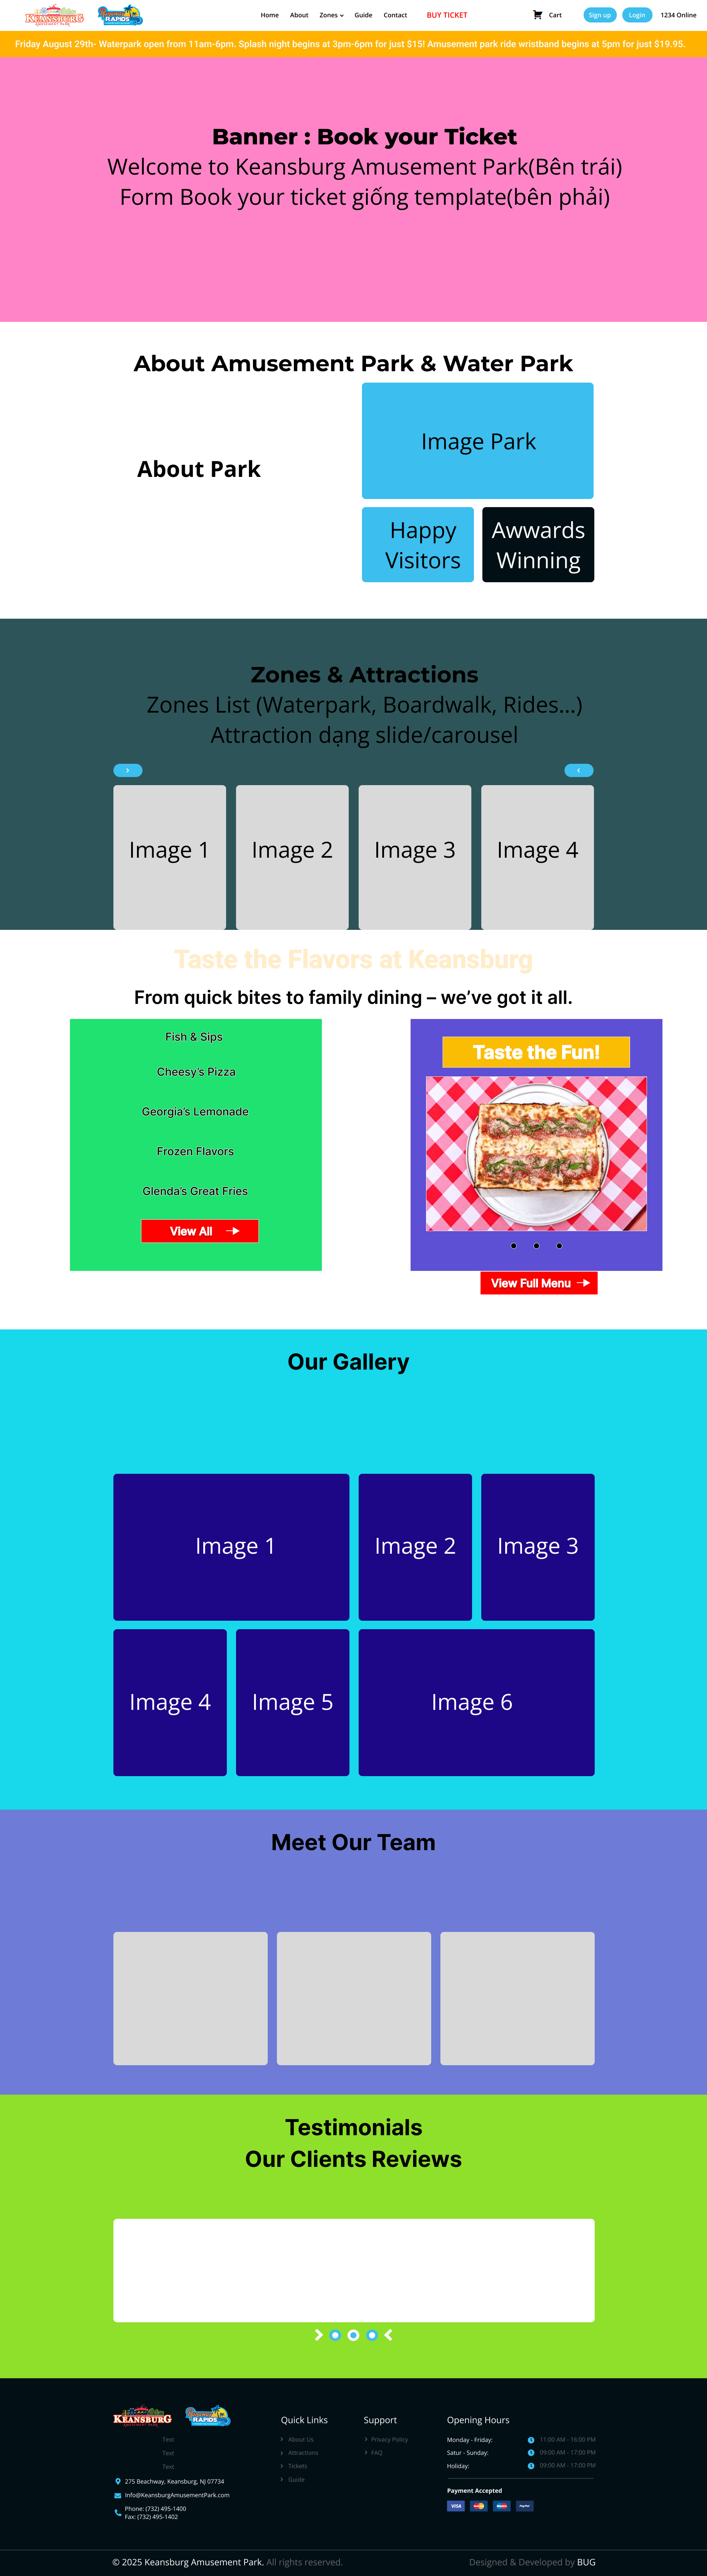 KEANSBURG
AMUSEMENT PARK
RAPIDS
Home
About
Zones
Guide
Contact
BUY TICKET
Cart
Sign up
Login
1234 Online
Friday August 29th- Waterpark open from 11am-6pm. Splash night begins at 3pm-6pm for just $15! Amusement park ride wristband begins at 5pm for just $19.95.
Banner : Book your Ticket
Welcome to Keansburg Amusement Park(Bên trái)
Form Book your ticket giống template(bên phải)
About Amusement Park & Water Park
About Park
Image Park
Happy
Visitors
Awwards
Winning
Zones & Attractions
Zones List (Waterpark, Boardwalk, Rides...)
Attraction dạng slide/carousel
Image 1
Image 2
Image 3
Image 4
Taste the Flavors at Keansburg
From quick bites to family dining – we’ve got it all.
Fish & Sips
Cheesy’s Pizza
Georgia’s Lemonade
Frozen Flavors
Glenda’s Great Fries
View All
Taste the Fun!
View Full Menu
Our Gallery
Image 1
Image 2
Image 3
Image 4
Image 5
Image 6
Meet Our Team
Testimonials
Our Clients Reviews
KEANSBURG
AMUSEMENT PARK
RAPIDS
Text
Text
Text
275 Beachway, Keansburg, NJ 07734
Info@KeansburgAmusementPark.com
Phone: (732) 495-1400
Fax: (732) 495-1402
Quick Links
About Us
Attractions
Tickets
Guide
Support
Privacy Policy
FAQ
Opening Hours
Monday - Friday:
11:00 AM - 16:00 PM
Satur - Sunday:
09:00 AM - 17:00 PM
Holiday:
09:00 AM - 17:00 PM
Payment Accepted
VISA
PayPal
© 2025 Keansburg Amusement Park. All rights reserved.
Designed & Developed by BUG